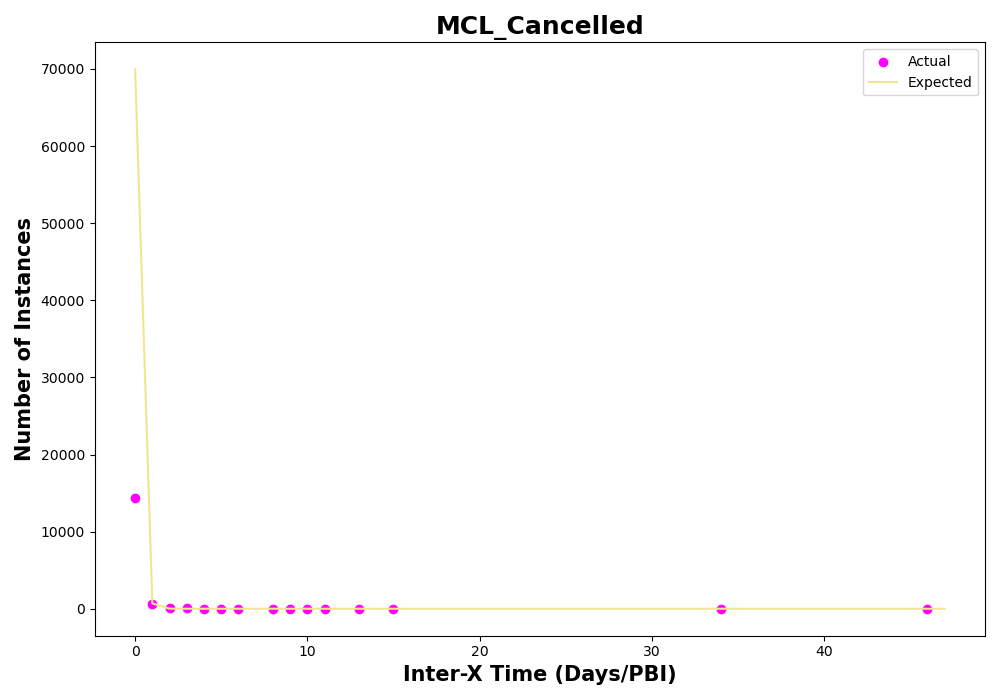 MCL_Cancelled
Actual
Expected
70000
60000
50000
40000
30000
20000
10000
0
Number of Instances
0 10 20 30 40
Inter-X Time (Days/PBI)